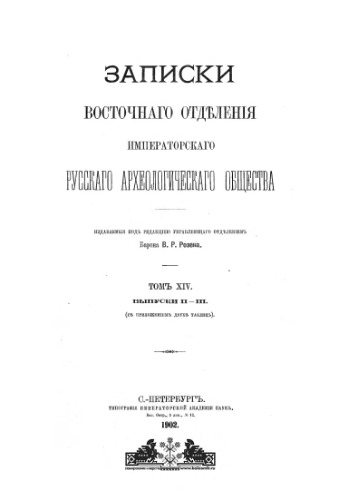 ЗАПИСКИ
ВОСТОЧНАГО ОТДѢЛЕНІЯ
ИМПЕРАТОРСКАГО
РУССКАГО АРХЕОЛОГИЧЕСКАГО ОБЩЕСТВА
ИЗДАВАЕМЫЯ ПОДЪ РЕДАКЦІЕЮ УПРАВЛЯЮЩАГО ОТДѢЛЕНІЕМЪ
Барона В. Р. Розена.
ТОМЪ XIV.
ВЫПУСКИ II—III.
(СЪ ПРИЛОЖЕНІЕМЪ ДВУХЪ ТАБЛИЦЪ).
С.-ПЕТЕРБУРГЪ.
ТИПОГРАФІЯ ИМПЕРАТОРСКОЙ АКАДЕМІИ НАУКЪ.
Вас. Остр., 9 лин., № 12.
1902.